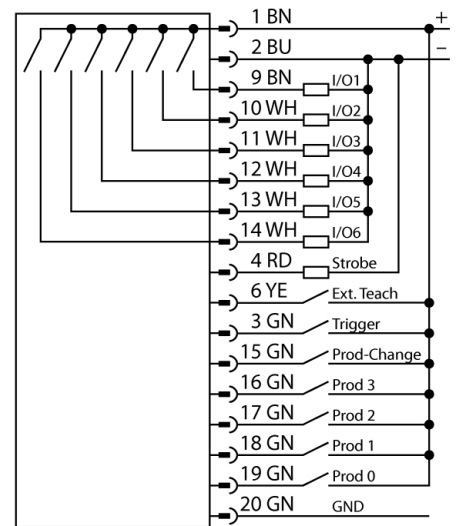 1 BN +
2 BU −
9 BN I/O1
10 WH I/O2
11 WH I/O3
12 WH I/O4
13 WH I/O5
14 WH I/O6
4 RD Strobe
6 YE Ext. Teach
3 GN Trigger
15 GN Prod-Change
16 GN Prod 3
17 GN Prod 2
18 GN Prod 1
19 GN Prod 0
20 GN GND